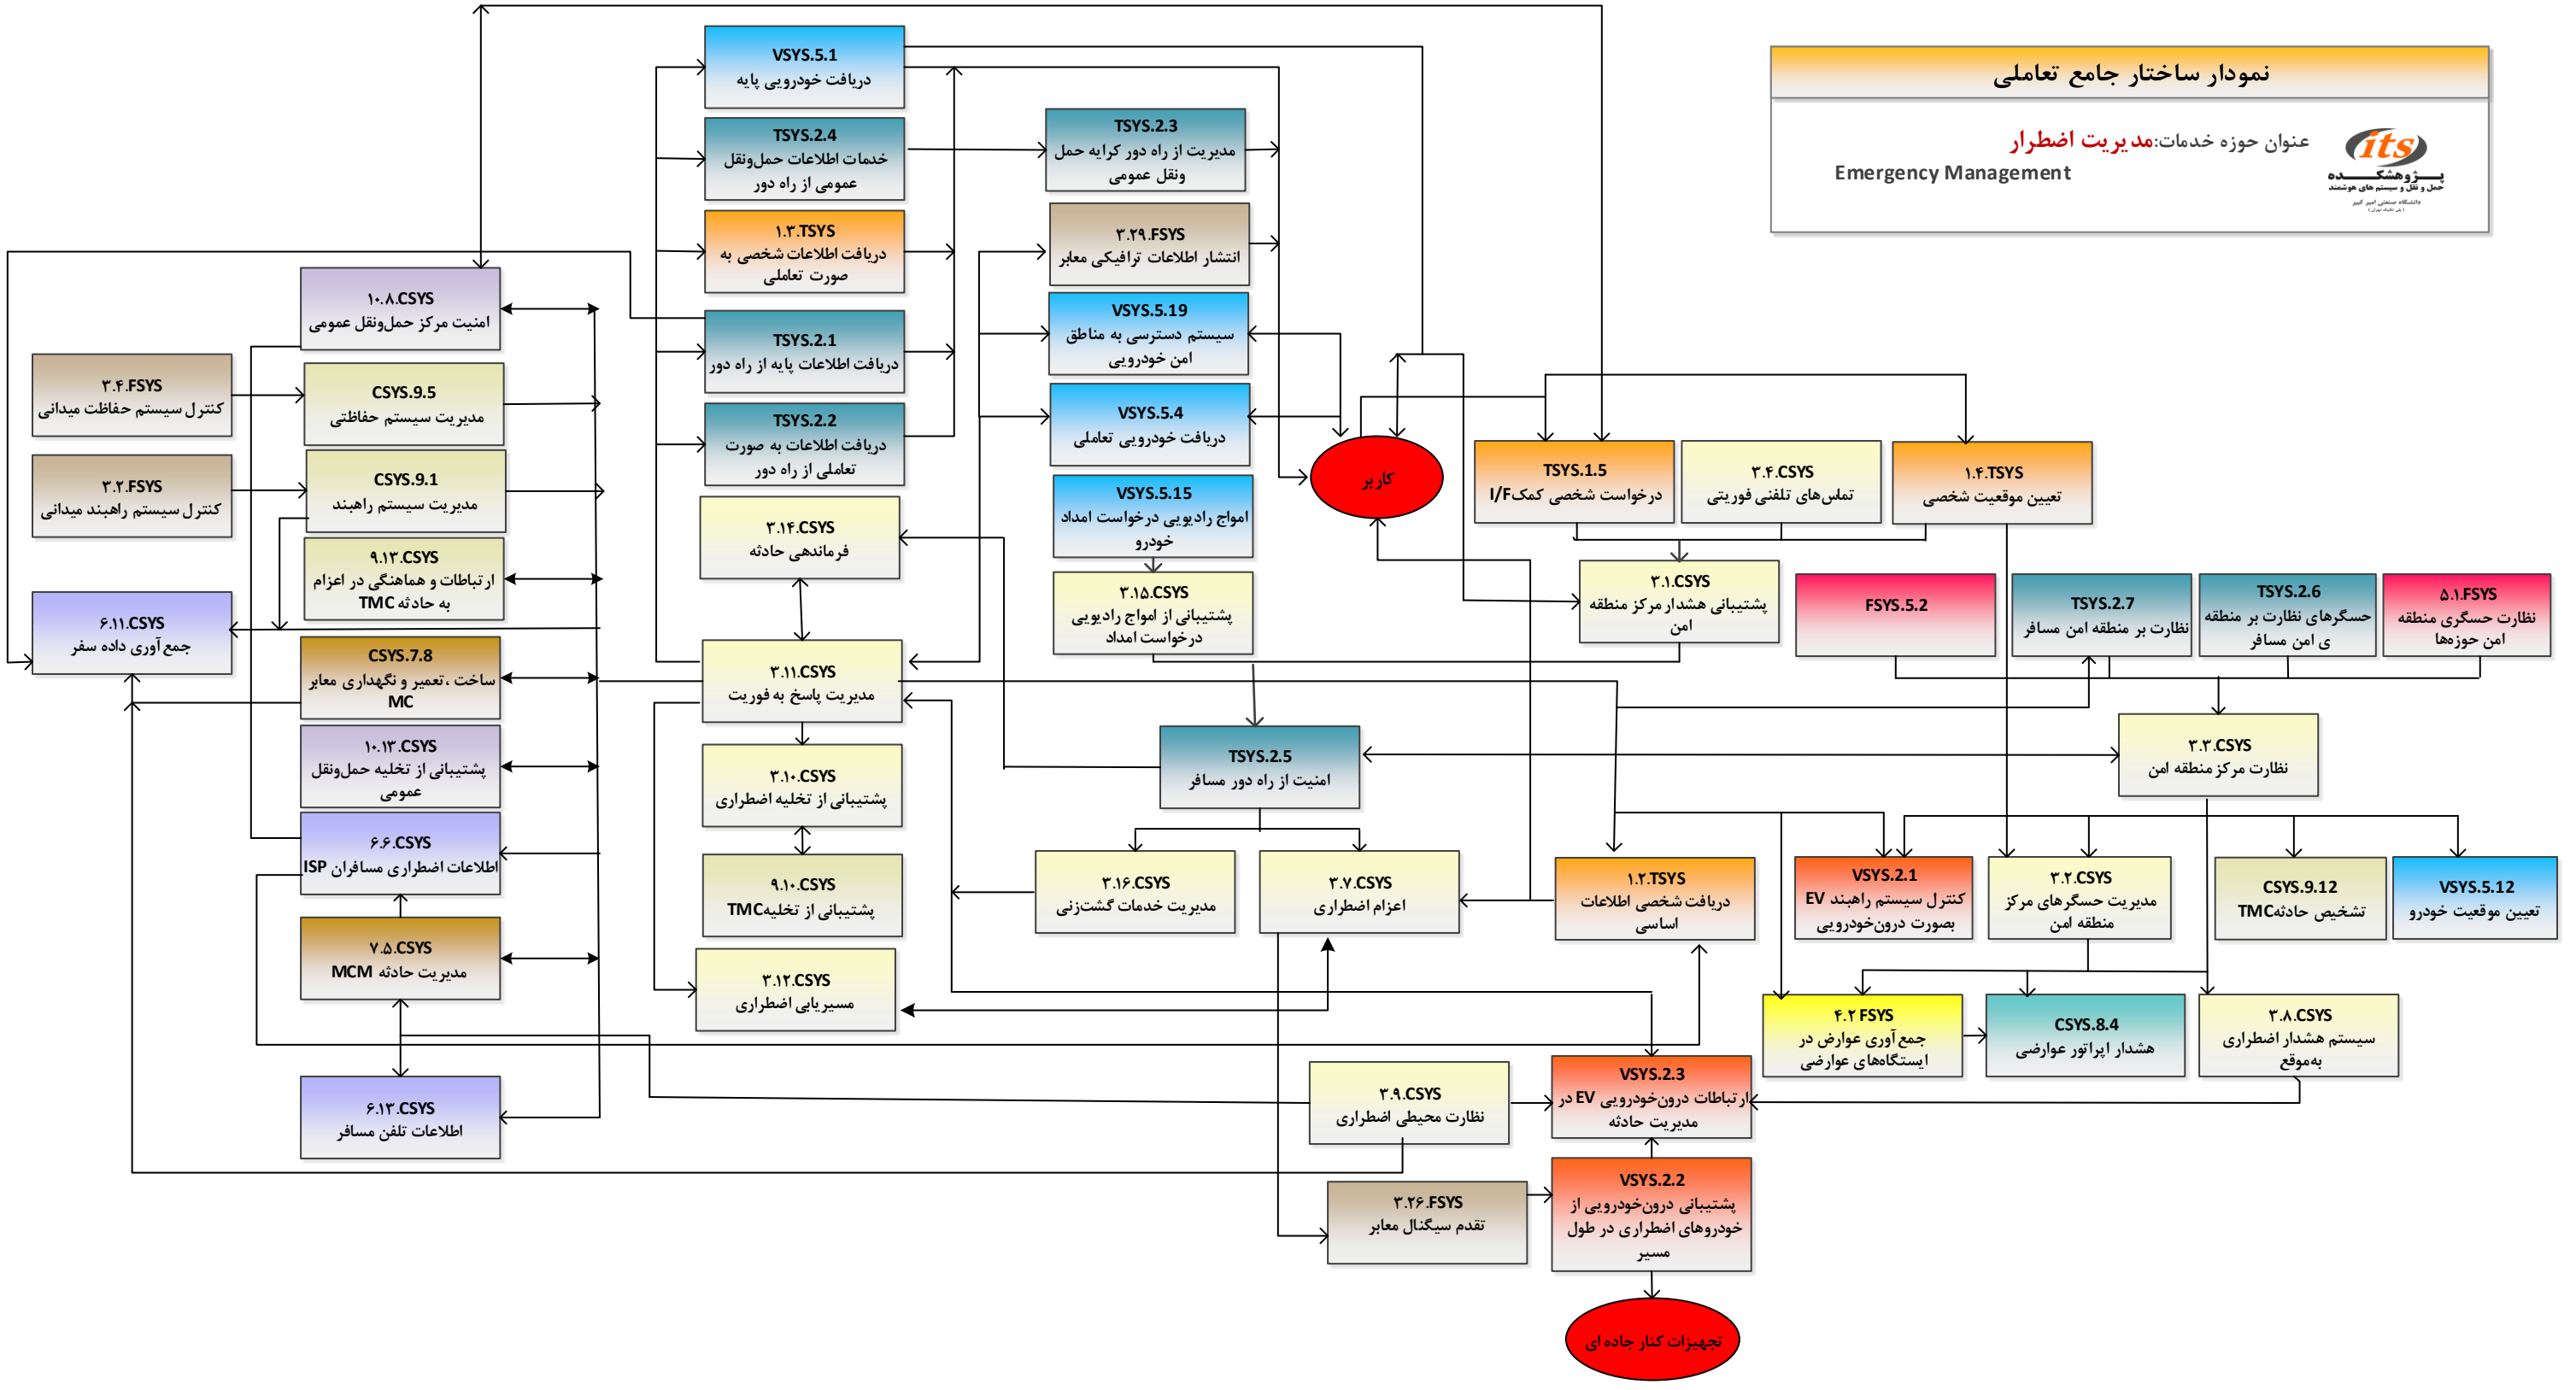 نمودار ساختار جامع تعاملی
عنوان حوزه خدمات:مدیریت اضطرار
Emergency Management
its
پــژوهشکــــده
حمل و نقل و سیستم های هوشمند
دانشگاه صنعتی امیر کبیر
( پلی تکنیک تهران )
VSYS.5.1
دریافت خودرویی پایه
TSYS.2.4
خدمات اطلاعات حمل‌ونقل
عمومی از راه دور
TSYS.2.3
مدیریت از راه دور کرایه حمل
ونقل عمومی
۱.۳.TSYS
دریافت اطلاعات شخصی به
صورت تعاملی
۳.۲۹.FSYS
انتشار اطلاعات ترافیکی معابر
TSYS.2.1
دریافت اطلاعات پایه از راه دور
VSYS.5.19
سیستم دسترسی به مناطق
امن خودرویی
TSYS.2.2
دریافت اطلاعات به صورت
تعاملی از راه دور
VSYS.5.4
دریافت خودرویی تعاملی
کاربر
VSYS.5.15
امواج رادیویی درخواست امداد
خودرو
۳.۱۵.CSYS
پشتیبانی از امواج رادیویی
درخواست امداد
TSYS.1.5
درخواست شخصی کمکI/F
۳.۴.CSYS
تماس‌های تلفنی فوریتی
۱.۴.TSYS
تعیین موقعیت شخصی
۳.۱.CSYS
پشتیبانی هشدار مرکز منطقه
امن
FSYS.5.2
TSYS.2.7
نظارت بر منطقه امن مسافر
TSYS.2.6
حسگرهای نظارت بر منطقه
ی امن مسافر
۵.۱.FSYS
نظارت حسگری منطقه
امن حوزه‌ها
۱۰.۸.CSYS
امنیت مرکز حمل‌ونقل عمومی
۳.۴.FSYS
کنترل سیستم حفاظت میدانی
CSYS.9.5
مدیریت سیستم حفاظتی
۳.۲.FSYS
کنترل سیستم راهبند میدانی
CSYS.9.1
مدیریت سیستم راهبند
۹.۱۳.CSYS
ارتباطات و هماهنگی در اعزام
به حادثه TMC
۶.۱۱.CSYS
جمع‌آوری داده سفر
CSYS.7.8
ساخت ،تعمیر و نگهداری معابر
MC
۱۰.۱۳.CSYS
پشتیبانی از تخلیه حمل‌ونقل
عمومی
۶.۶.CSYS
اطلاعات اضطراری مسافران ISP
۷.۵.CSYS
مدیریت حادثه MCM
۶.۱۳.CSYS
اطلاعات تلفن مسافر
۳.۱۴.CSYS
فرماندهی حادثه
۳.۱۱.CSYS
مدیریت پاسخ به فوریت
۳.۱۰.CSYS
پشتیبانی از تخلیه اضطراری
۹.۱۰.CSYS
پشتیبانی از تخلیهTMC
۳.۱۲.CSYS
مسیریابی اضطراری
TSYS.2.5
امنیت از راه دور مسافر
۳.۳.CSYS
نظارت مرکز منطقه امن
۳.۱۶.CSYS
مدیریت خدمات گشت‌زنی
۳.۷.CSYS
اعزام اضطراری
۱.۲.TSYS
دریافت شخصی اطلاعات
اساسی
VSYS.2.1
کنترل سیستم راهبند EV
بصورت درون‌خودرویی
۳.۲.CSYS
مدیریت حسگرهای مرکز
منطقه امن
CSYS.9.12
تشخیص حادثهTMC
VSYS.5.12
تعیین موقعیت خودرو
۴.۲ FSYS
جمع‌آوری عوارض در
ایستگاه‌های عوارضی
CSYS.8.4
هشدار اپراتور عوارضی
۳.۸.CSYS
سیستم هشدار اضطراری
به‌موقع
۳.۹.CSYS
نظارت محیطی اضطراری
VSYS.2.3
ارتباطات درون‌خودرویی EV در
مدیریت حادثه
۳.۲۶.FSYS
تقدم سیگنال معابر
VSYS.2.2
پشتیبانی درون‌خودرویی از
خودروهای اضطراری در طول
مسیر
تجهیزات کنار جاده ای